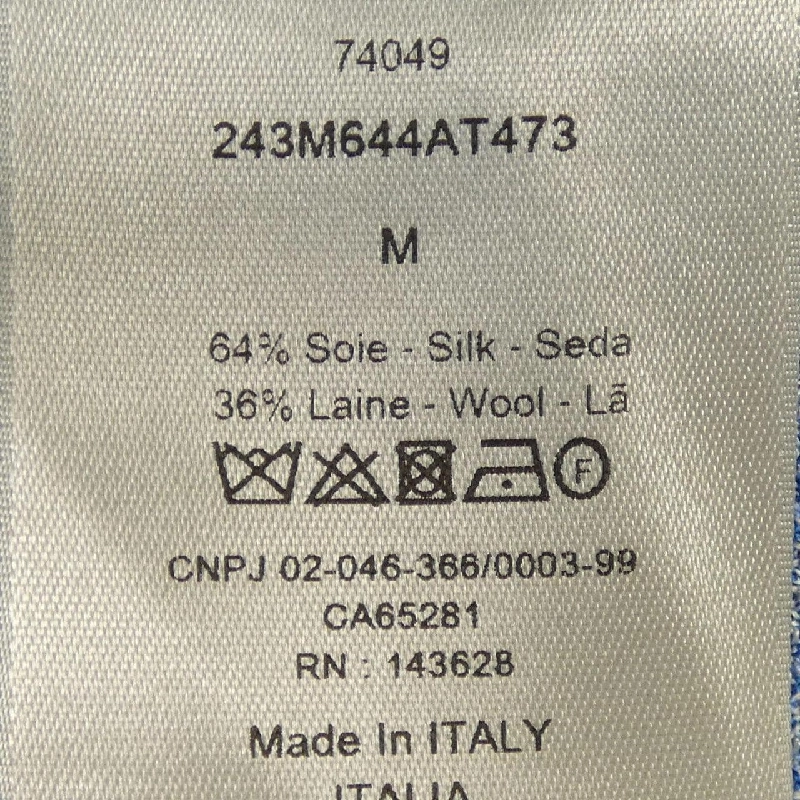 74049
243M644AT473
M
64% Soie - Silk - Seda
36% Laine - Wool - Lã
F
CNPJ 02-046-366/0003-99
CA65281
RN : 143628
Made In ITALY
ITALIA